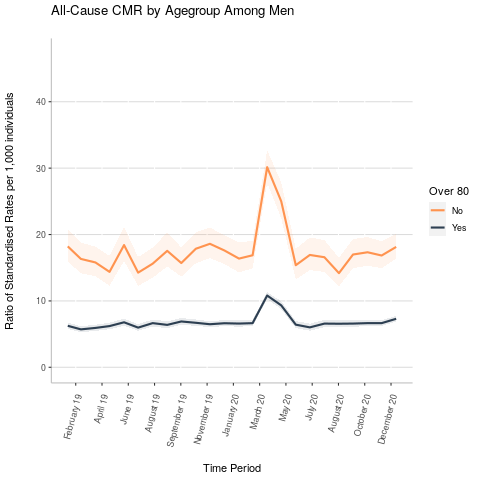 All-Cause CMR by Agegroup Among Men
Ratio of Standardised Rates per 1,000 individuals
40
30
20
10
0
February 19
April 19
June 19
August 19
September 19
November 19
January 20
March 20
May 20
July 20
August 20
October 20
December 20
Time Period
Over 80
No
Yes